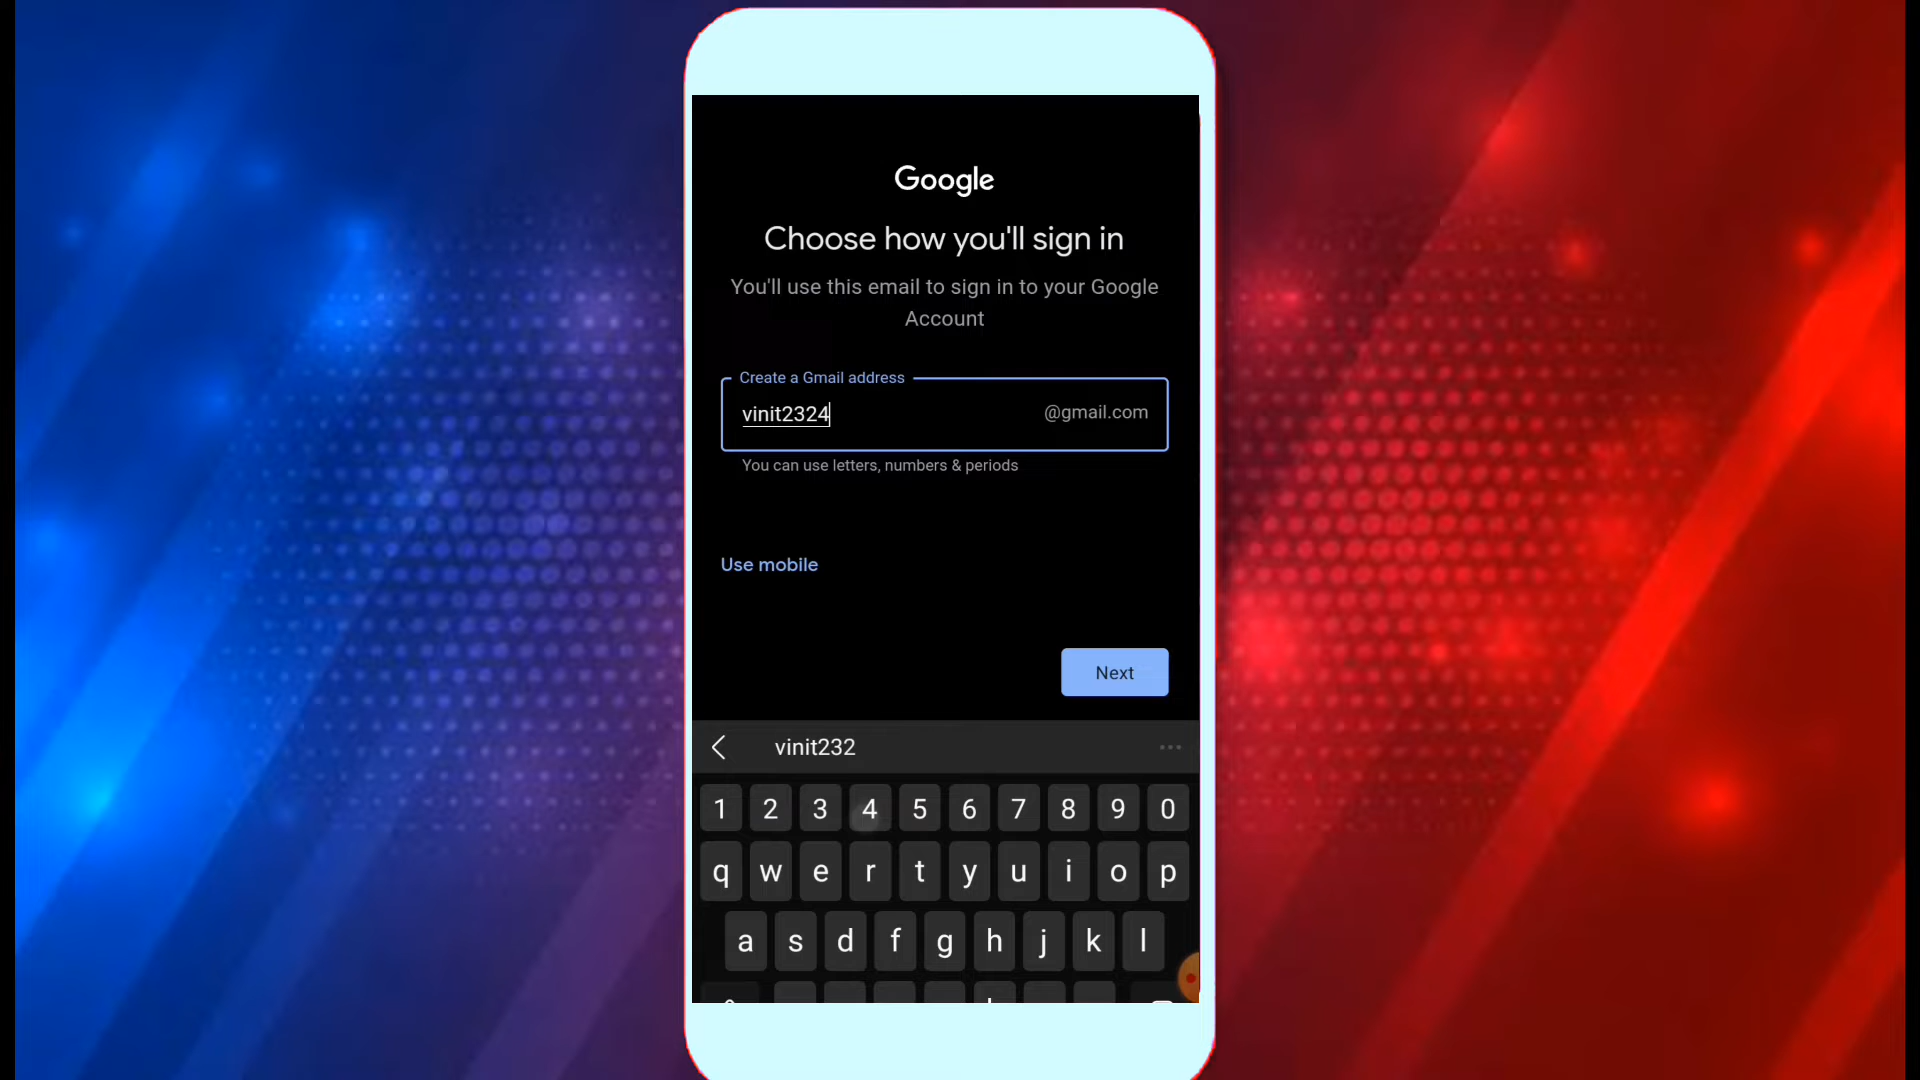 Google
Choose how you'll sign in
You'll use this email to sign in to your Google
Account
Create a Gmail address
vinit2324 @gmail.com
You can use letters, numbers & periods
Use mobile
Next
vinit232
1 2 3 4 5 6 7 8 9 0
q w e r t y u i o p
a s d f g h j k l